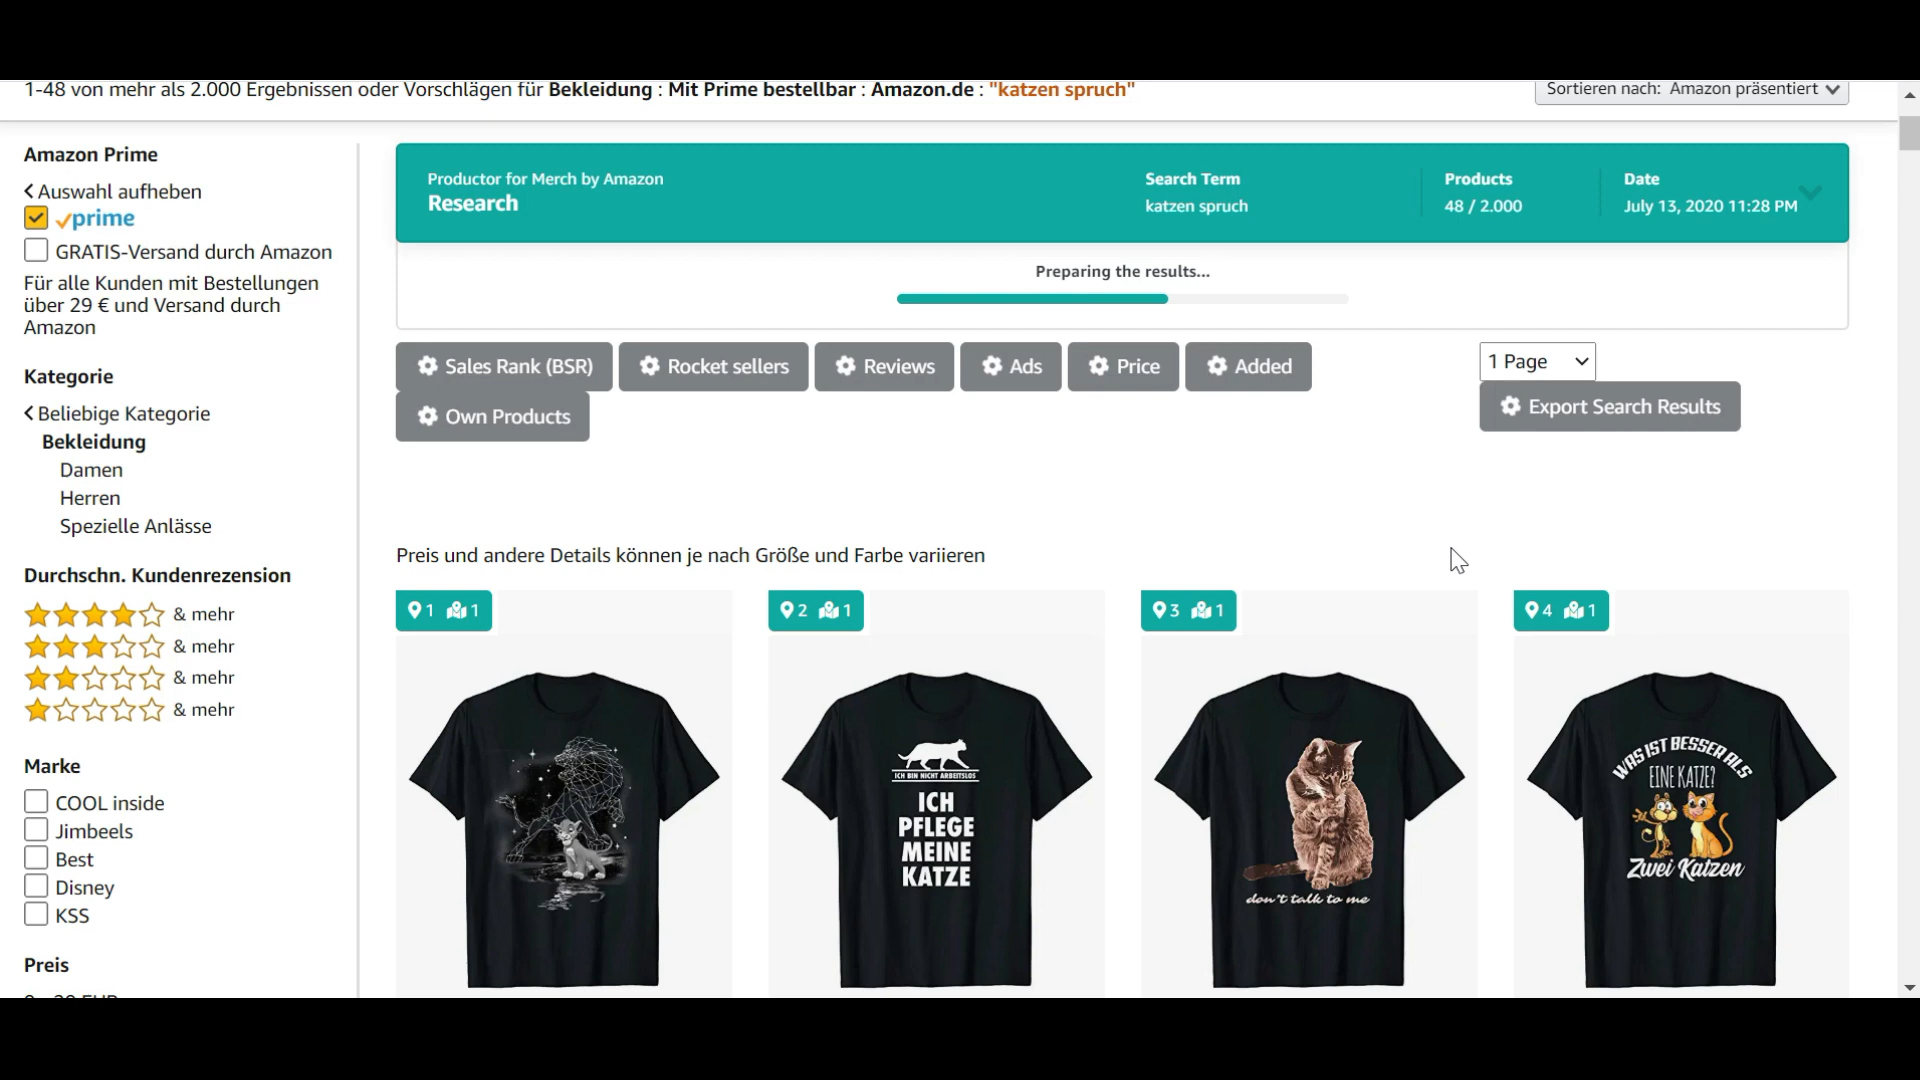 1-48 von mehr als 2.000 Ergebnissen oder Vorschlägen für Bekleidung : Mit Prime bestellbar : Amazon.de : "katzen spruch"
Sortieren nach: Amazon präsentiert
Amazon Prime
Auswahl aufheben
prime
GRATIS-Versand durch Amazon
Für alle Kunden mit Bestellungen
über 29 € und Versand durch
Amazon
Kategorie
Beliebige Kategorie
Bekleidung
Damen
Herren
Spezielle Anlässe
Durchschn. Kundenrezension
& mehr
& mehr
& mehr
& mehr
Marke
COOL inside
Jimbeels
Best
Disney
KSS
Preis
Productor for Merch by Amazon
Research
Search Term
katzen spruch
Products
48 / 2.000
Date
July 13, 2020 11:28 PM
Preparing the results...
Sales Rank (BSR)
Rocket sellers
Reviews
Ads
Price
Added
Own Products
1 Page
Export Search Results
Preis und andere Details können je nach Größe und Farbe variieren
1 1
2 1
3 1
4 1
ICH BIN NICHT ARBEITSLOS
ICH
PFLEGE
MEINE
KATZE
don't talk to me
WAS IST BESSER ALS
EINE KATZE?
Zwei Katzen